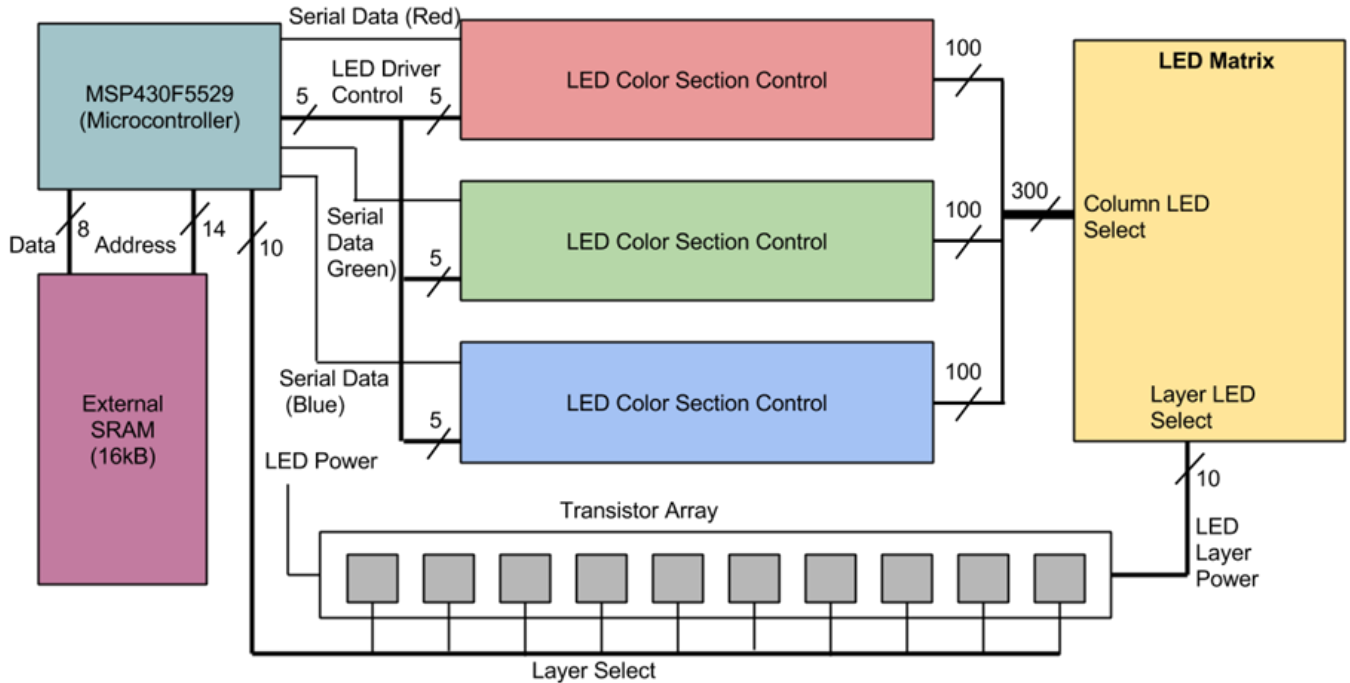 Serial Data (Red)
MSP430F5529
(Microcontroller)
5
LED Driver
Control
5
LED Color Section Control
100
LED Matrix
Data
8
Address
14
10
Serial
Data
Green)
5
LED Color Section Control
100
300
Column LED
Select
External
SRAM
(16kB)
Serial Data
(Blue)
5
LED Color Section Control
100
Layer LED
Select
LED Power
Transistor Array
10
LED
Layer
Power
Layer Select